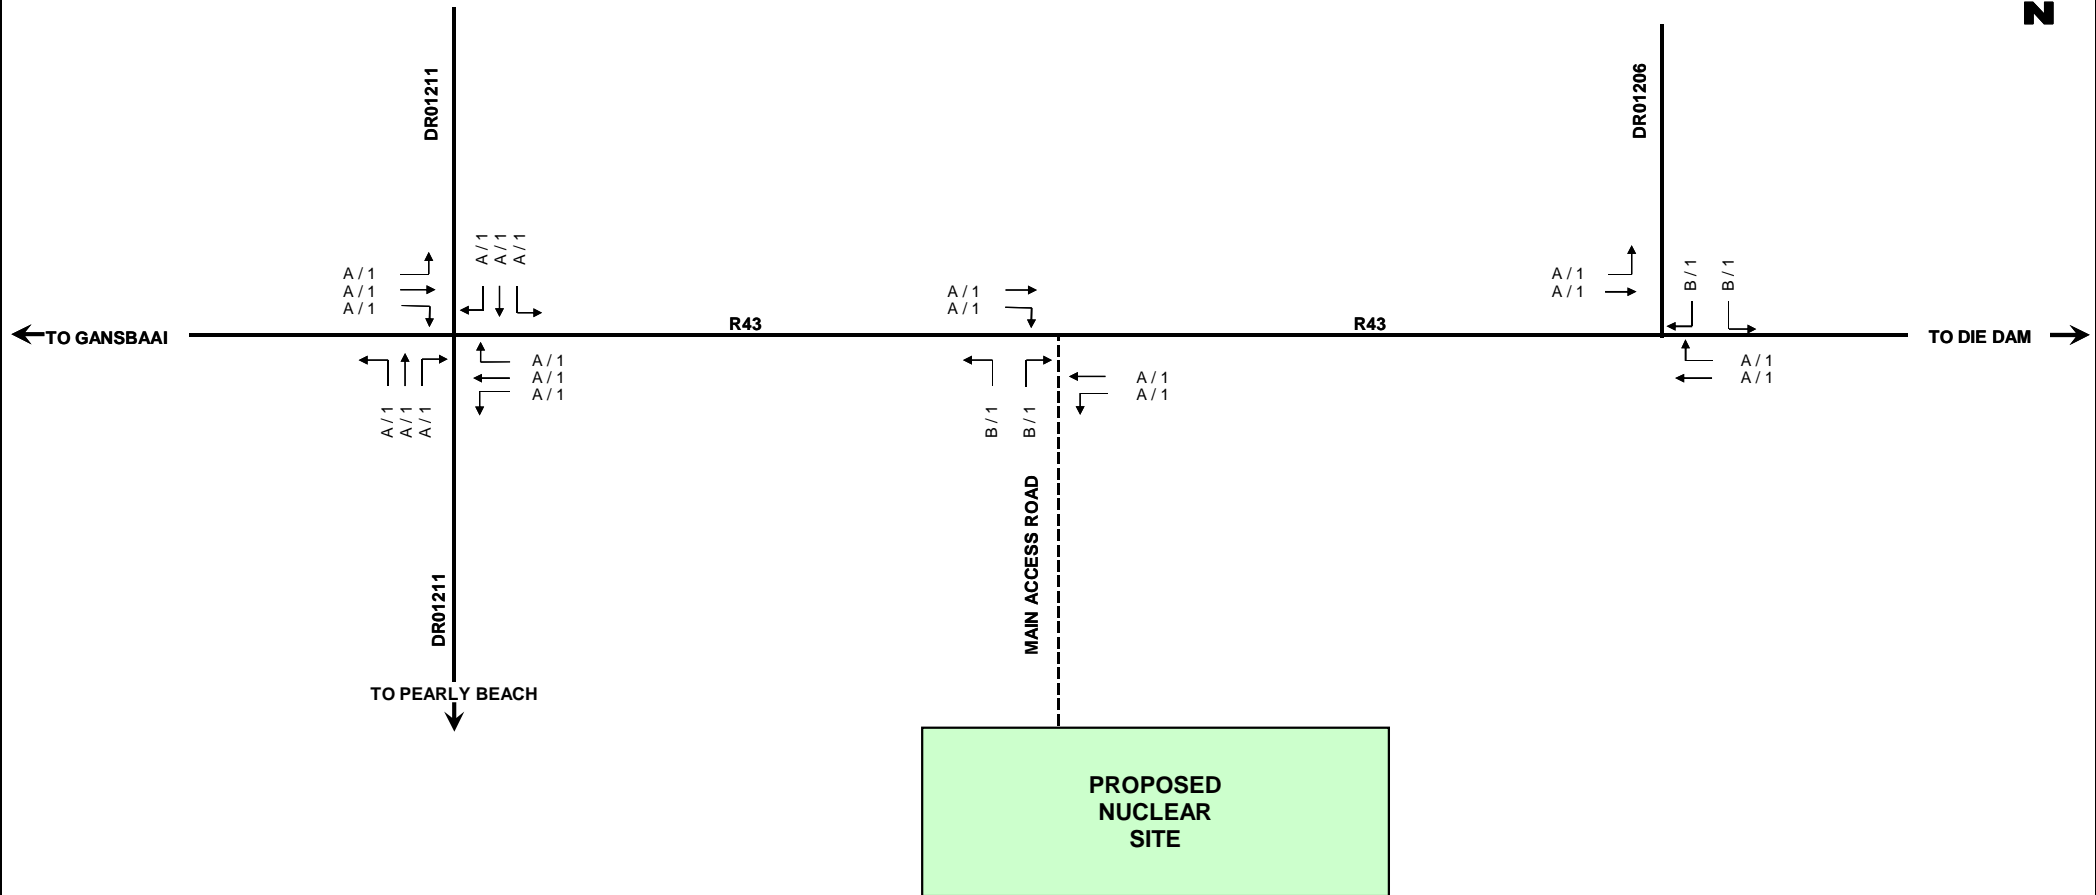 N
DR01211
DR01206
A / 1
A / 1
A / 1
A / 1
A / 1
A / 1
A / 1
A / 1
A / 1
A / 1
B / 1
B / 1
TO GANSBAAI
R43
R43
TO DIE DAM
A / 1
A / 1
A / 1
A / 1
A / 1
A / 1
B / 1
B / 1
A / 1
A / 1
A / 1
A / 1
MAIN ACCESS ROAD
DR01211
TO PEARLY BEACH
PROPOSED
NUCLEAR
SITE